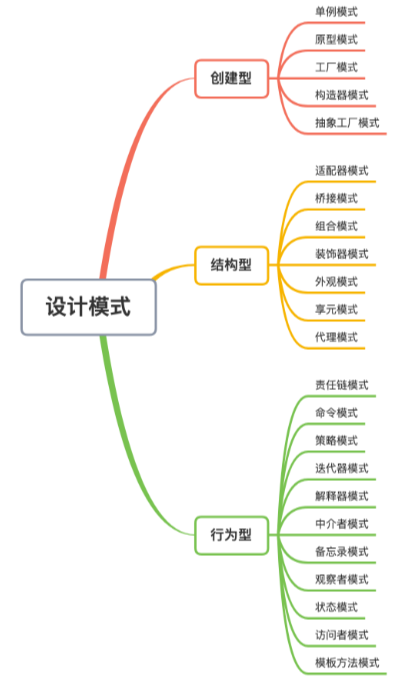 设计模式
创建型
单例模式
原型模式
工厂模式
构造器模式
抽象工厂模式
结构型
适配器模式
桥接模式
组合模式
装饰器模式
外观模式
享元模式
代理模式
行为型
责任链模式
命令模式
策略模式
迭代器模式
解释器模式
中介者模式
备忘录模式
观察者模式
状态模式
访问者模式
模板方法模式